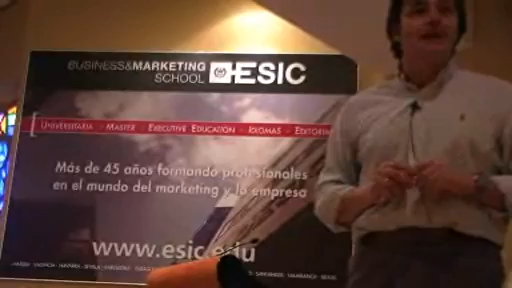 BUSINESS&MARKETING
SCHOOL ESIC
[ UNIVERSITARIA - MASTER - EXECUTIVE EDUCATION - IDIOMAS - EDITORIAL
Más de 45 años formando profesionales
en el mundo del marketing y la empresa
www.esic.edu